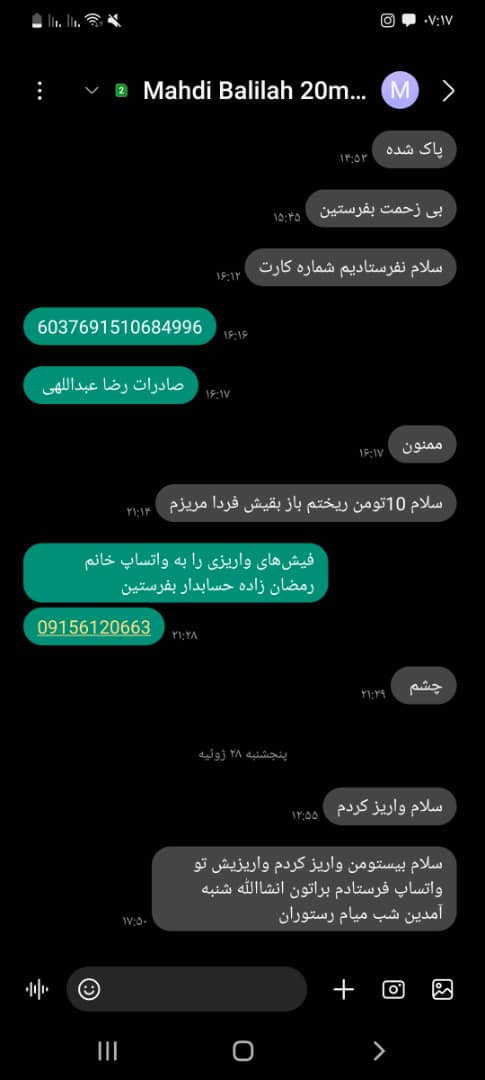 ۰۷:۱۷
Mahdi Balilah 20m...
M
2
پاک شده
۱۴:۵۳
بی زحمت بفرستین
۱۵:۴۵
سلام نفرستادیم شماره کارت
۱۶:۱۲
6037691510684996
۱۶:۱۶
صادرات رضا عبداللهی
۱۶:۱۷
ممنون
۱۶:۱۷
سلام 10تومن ریختم باز بقیش فردا مریزم
۲۱:۱۴
فیش‌های واریزی را به واتساپ خانم
رمضان زاده حسابدار بفرستین
09156120663
۲۱:۲۸
چشم
۲۱:۲۹
پنجشنبه ۲۸ ژوئیه
سلام واریز کردم
۱۲:۵۵
سلام بیستومن واریز کردم واریزیش تو
واتساپ فرستادم براتون انشاالله شنبه
آمدین شب میام رستوران
۱۷:۵۰